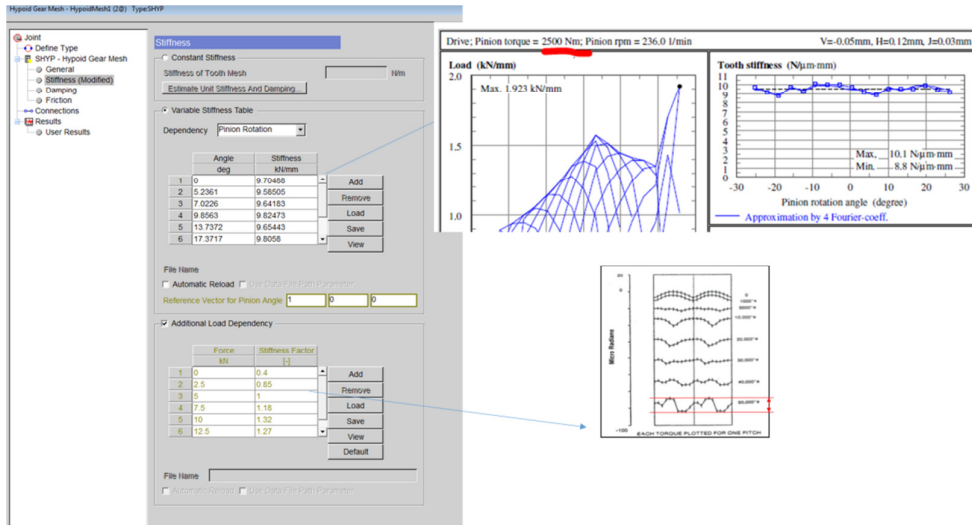 Hypoid Gear Mesh - HypoidMesh1 (2@) Type:SHYP
Joint
Define Type
SHYP - Hypoid Gear Mesh
General
Stiffness (Modified)
Damping
Friction
Connections
Results
User Results
Stiffness
Constant Stiffness
Stiffness of Tooth Mesh N/m
Estimate Unit Stiffness And Damping...
Variable Stiffness Table
Dependency Pinion Rotation
Angle Stiffness
deg kN/mm
1 0 9.70486
2 5.2361 9.58505
3 7.0226 9.64183
4 9.8563 9.82473
5 13.7372 9.65443
6 17.3717 9.8058
Add
Remove
Load
Save
View
File Name
Automatic Reload Use Data File Path Parameter
Reference Vector for Pinion Angle 1 0 0
Additional Load Dependency
Force Stiffness Factor
kN [-]
1 0 0.4
2 2.5 0.85
3 5 1
4 7.5 1.18
5 10 1.32
6 12.5 1.27
Add
Remove
Load
Save
View
Default
File Name
Automatic Reload Use Data File Path Parameter
Drive; Pinion torque = 2500 Nm; Pinion rpm = 236.0 1/min V=-0.05mm, H=0.12mm, J=0.03mm
Load (kN/mm)
2.0
Max. 1.923 kN/mm
1.5
1.0
Tooth stiffness (N/µm·mm)
11
10
9
8
7
6
5
4
3
2
1
0
Max. 10.1 N/µm·mm
Min. 8.8 N/µm·mm
-30 -20 -10 0 10 20 30
Pinion rotation angle (degree)
Approximation by 4 Fourier-coeff.
Micro Radians
0
-100
EACH TORQUE PLOTTED FOR ONE PITCH